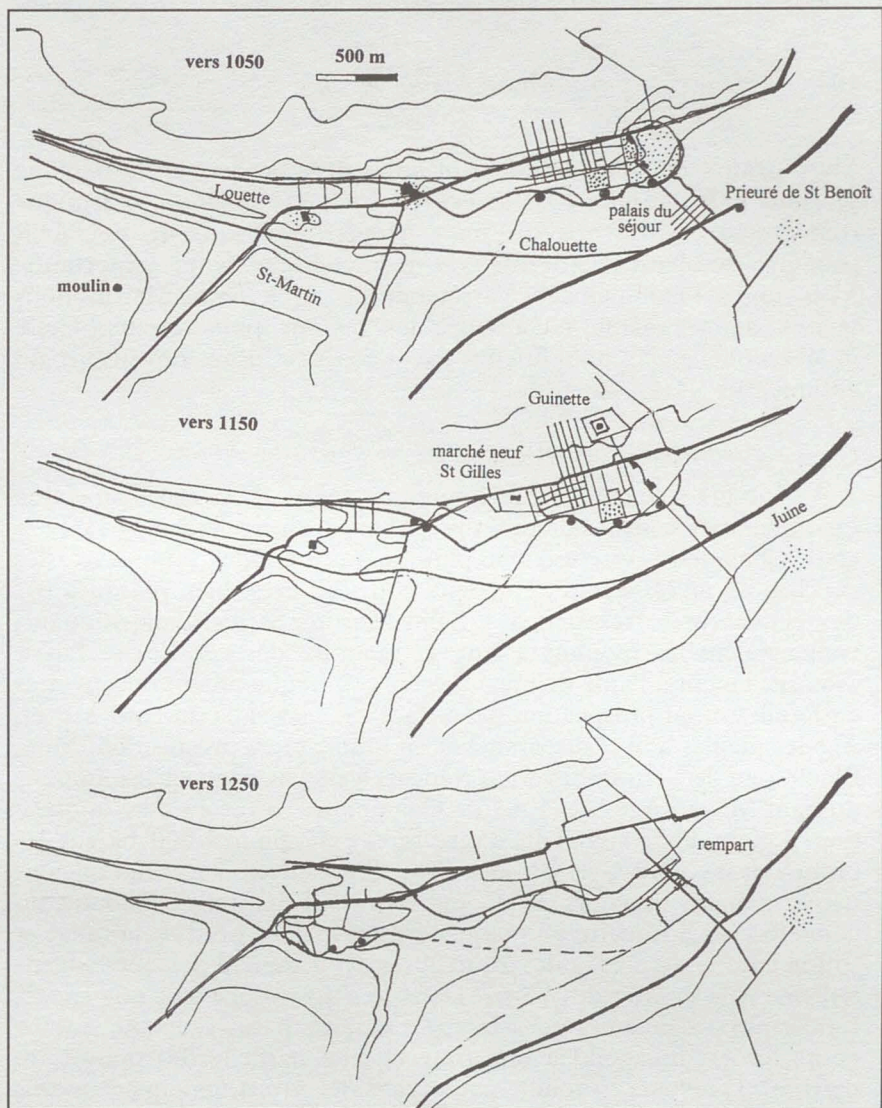 vers 1050
500 m
Louette
palais du
séjour
Prieuré de St Benoît
Chalouette
St-Martin
moulin
vers 1150
Guinette
marché neuf
St Gilles
Juine
vers 1250
rempart